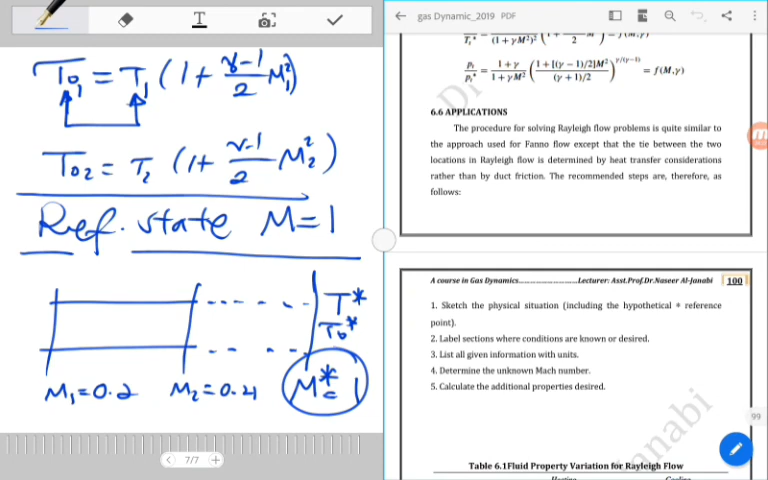 T₀₁ = T₁ (1 + γ-1/2 M₁²)
T₀₂ = T₂ (1 + γ-1/2 M₂²)
Ref. state M=1
T*
T₀*
M₁=0.2 M₂=0.4 M*=1
7/7
gas Dynamic_2019 PDF
p_t/p_t* = 1 + γ/1 + γM² (1 + [(γ − 1)/2]M²/(γ + 1)/2)^γ/(γ−1) = f(M, γ)
6.6 APPLICATIONS
The procedure for solving Rayleigh flow problems is quite similar to
the approach used for Fanno flow except that the tie between the two
locations in Rayleigh flow is determined by heat transfer considerations
rather than by duct friction. The recommended steps are, therefore, as
follows:
A course in Gas Dynamics Lecturer: Asst.Prof.Dr.Naseer Al-Janabi 100
1. Sketch the physical situation (including the hypothetical * reference
point).
2. Label sections where conditions are known or desired.
3. List all given information with units.
4. Determine the unknown Mach number.
5. Calculate the additional properties desired.
99
Table 6.1Fluid Property Variation for Rayleigh Flow